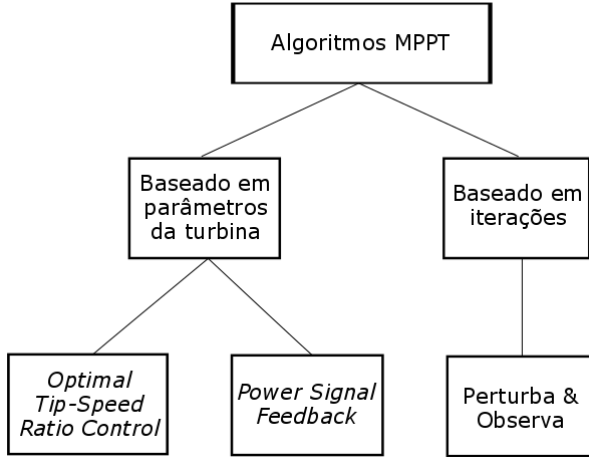 Algoritmos MPPT
Baseado em
parâmetros
da turbina
Baseado em
iterações
Optimal
Tip-Speed
Ratio Control
Power Signal
Feedback
Perturba &
Observa